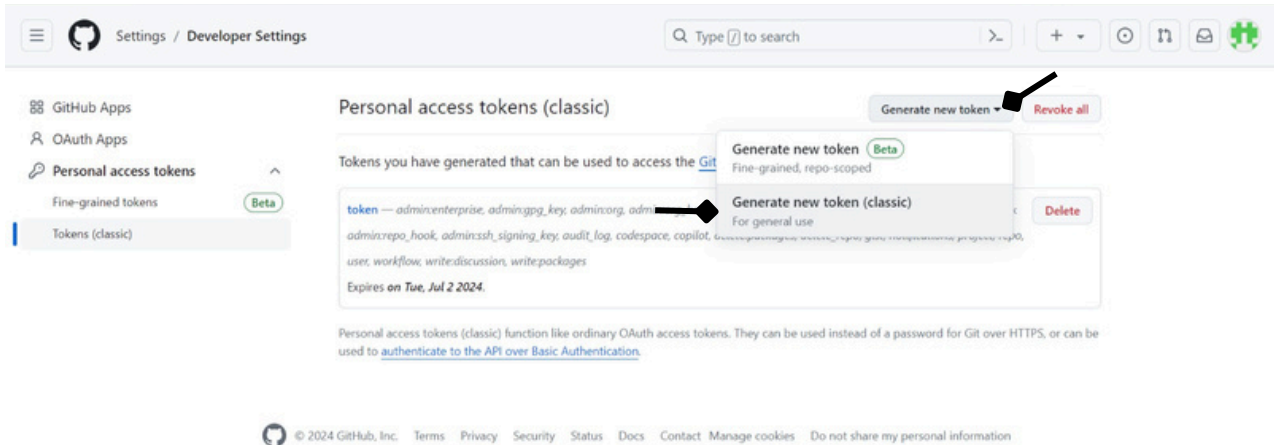 Settings / Developer Settings
Type / to search
GitHub Apps
OAuth Apps
Personal access tokens
Fine-grained tokens Beta
Tokens (classic)
Personal access tokens (classic)
Generate new token
Revoke all
Tokens you have generated that can be used to access the Git
Generate new token Beta
Fine-grained, repo-scoped
Generate new token (classic)
For general use
token — admin:enterprise, admin:gpg_key, admin:org,
Delete
admin:repo_hook, admin:ssh_signing_key, audit_log, codespace, copilot,
user, workflow, write:discussion, write:packages
Expires on Tue, Jul 2 2024.
Personal access tokens (classic) function like ordinary OAuth access tokens. They can be used instead of a password for Git over HTTPS, or can be
used to authenticate to the API over Basic Authentication.
© 2024 GitHub, Inc. Terms Privacy Security Status Docs Contact Manage cookies Do not share my personal information